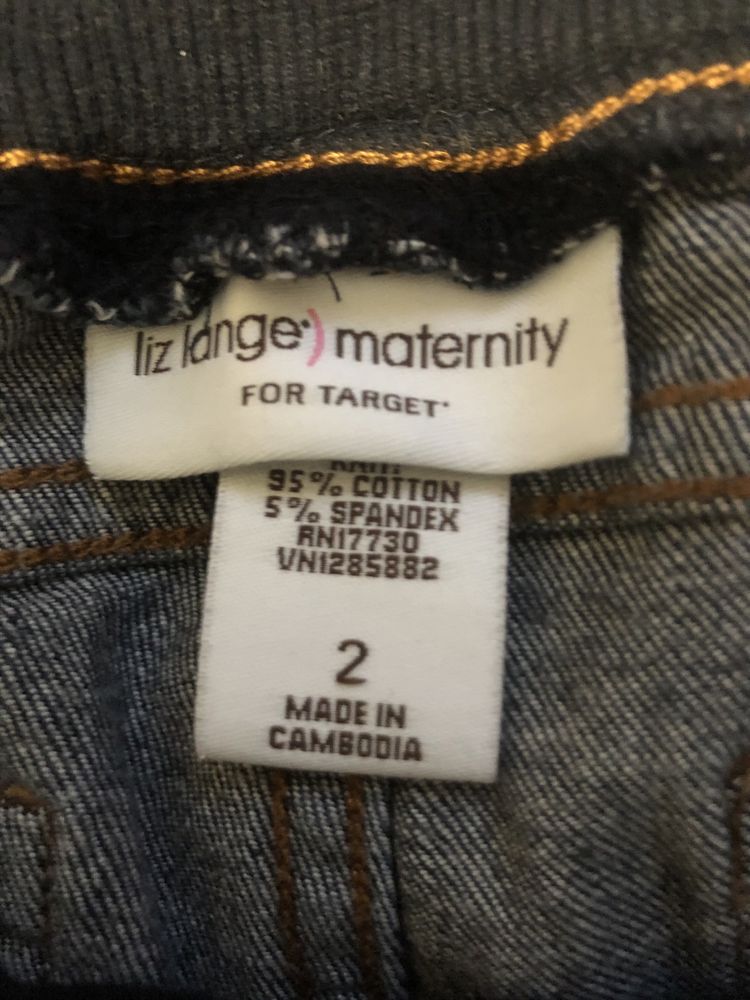 liz lange) maternity
FOR TARGET
95% COTTON
5% SPANDEX
RN17730
VN1285882
2
MADE IN
CAMBODIA